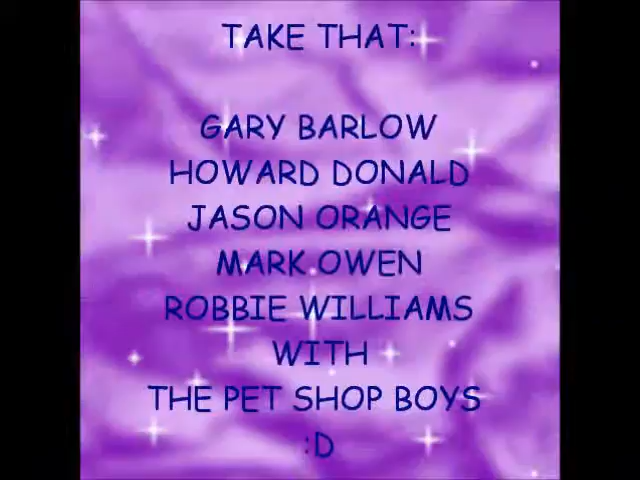 TAKE THAT:
GARY BARLOW
HOWARD DONALD
JASON ORANGE
MARK OWEN
ROBBIE WILLIAMS
WITH
THE PET SHOP BOYS
:D